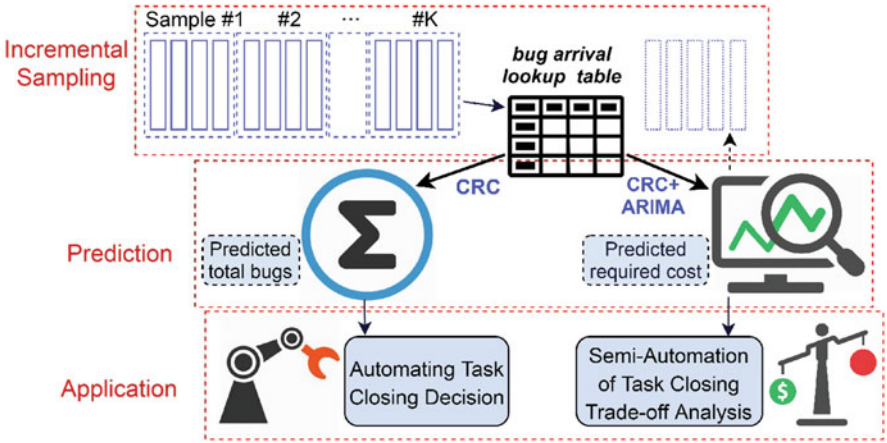 Incremental
Sampling
Sample #1 #2 ... #K
bug arrival
lookup table
CRC
CRC+
ARIMA
Prediction
Predicted
total bugs
Σ
Predicted
required cost
Application
Automating Task
Closing Decision
Semi-Automation
of Task Closing
Trade-off Analysis
$